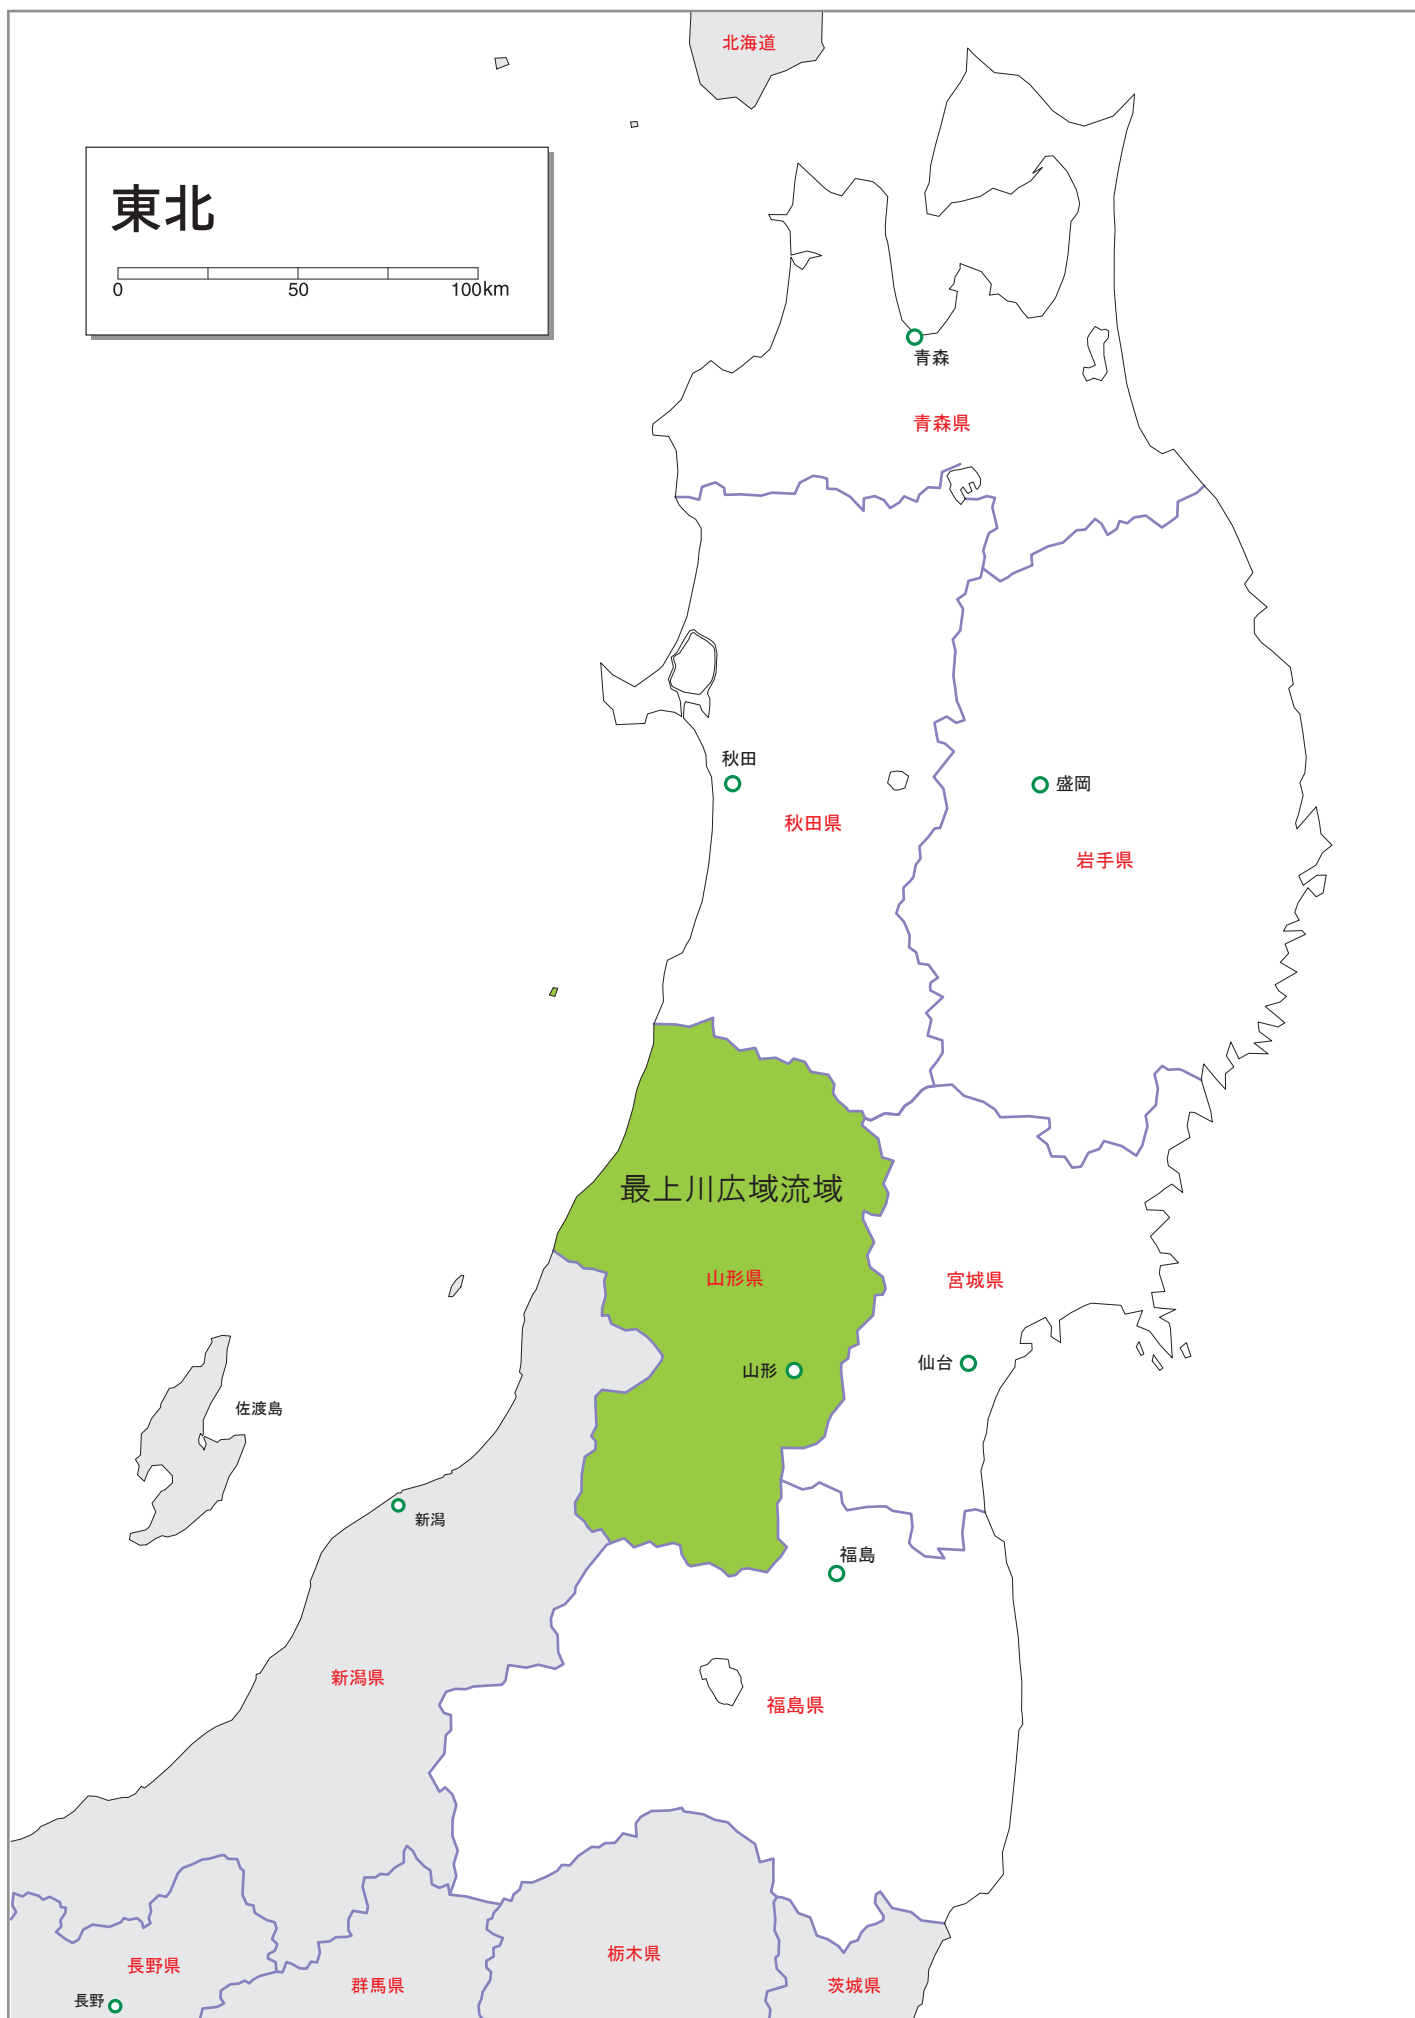 北海道
東北
0 50 100km
青森
青森県
秋田
盛岡
秋田県
岩手県
最上川広域流域
山形県
宮城県
山形
仙台
佐渡島
新潟
福島
新潟県
福島県
栃木県
長野県
群馬県
茨城県
長野